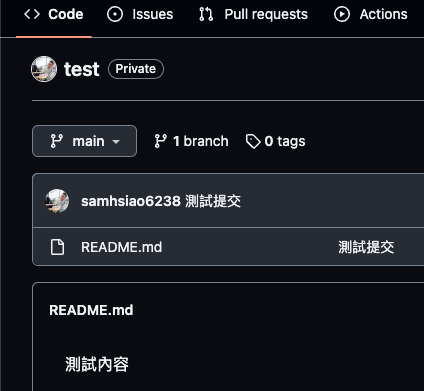 Code Issues Pull requests Actions
test Private
main 1 branch 0 tags
samhsiao6238 測試提交
README.md 測試提交
README.md
測試內容